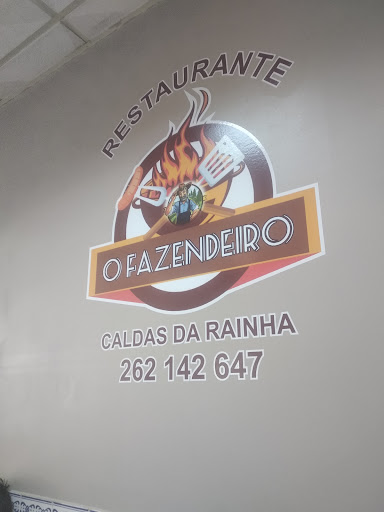 RESTAURANTE
O FAZENDEIRO
CALDAS DA RAINHA
262 142 647